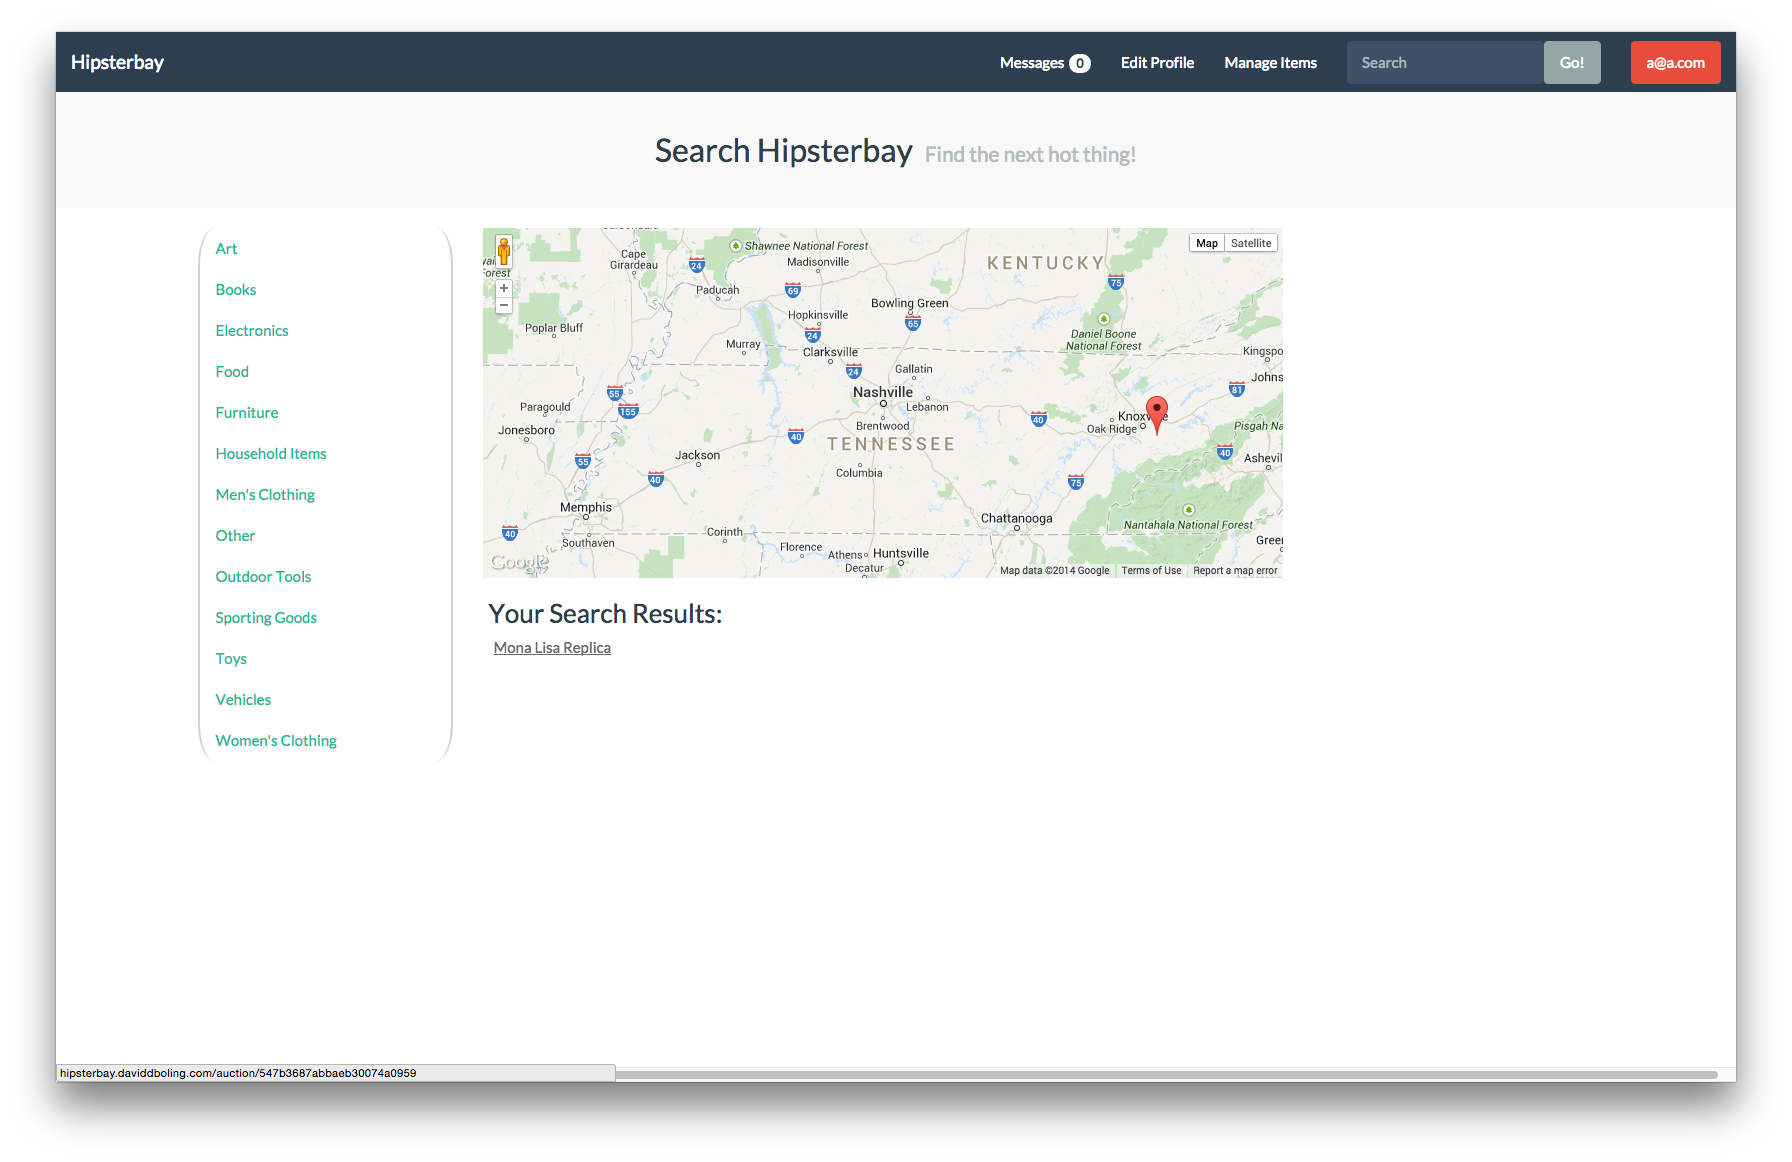 Hipsterbay
Messages 0
Edit Profile
Manage Items
Search
Go!
a@a.com
Search Hipsterbay Find the next hot thing!
Art
Books
Electronics
Food
Furniture
Household Items
Men's Clothing
Other
Outdoor Tools
Sporting Goods
Toys
Vehicles
Women's Clothing
Map
Satellite
Shawnee National Forest
Cape
Girardeau
Madisonville
KENTUCKY
24
75
+
−
Paducah
69
Bowling Green
Hopkinsville
65
Poplar Bluff
24
Daniel Boone
National Forest
Murray
Clarksville
Kingspo
24
Gallatin
Johns
55
Nashville
81
155
Lebanon
Paragould
Brentwood
40
Knoxville
Oak Ridge
Pisgah Na
Jonesboro
40
TENNESSEE
40
Jackson
Ashevil
55
Columbia
40
75
Memphis
Chattanooga
Nantahala National Forest
40
Corinth
Southaven
Florence
Athens
Huntsville
Decatur
Green
Google
Map data ©2014 Google
Terms of Use
Report a map error
Your Search Results:
Mona Lisa Replica
hipsterbay.daviddboling.com/auction/547b3687abbaeb30074a0959